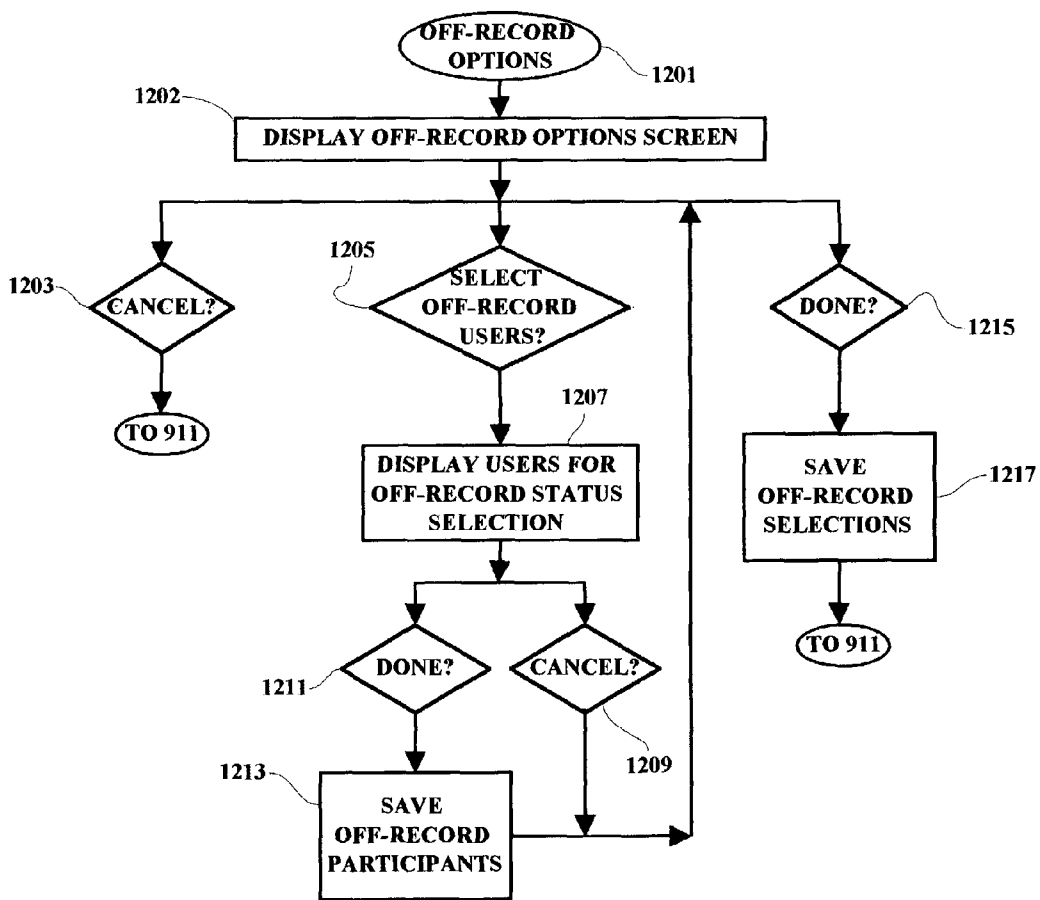 OFF-RECORD
OPTIONS
1201
1202
DISPLAY OFF-RECORD OPTIONS SCREEN
1203
CANCEL?
TO 911
1205
SELECT
OFF-RECORD
USERS?
DONE?
1215
1207
DISPLAY USERS FOR
OFF-RECORD STATUS
SELECTION
SAVE
OFF-RECORD
SELECTIONS
1217
TO 911
DONE?
1211
CANCEL?
1209
1213
SAVE
OFF-RECORD
PARTICIPANTS